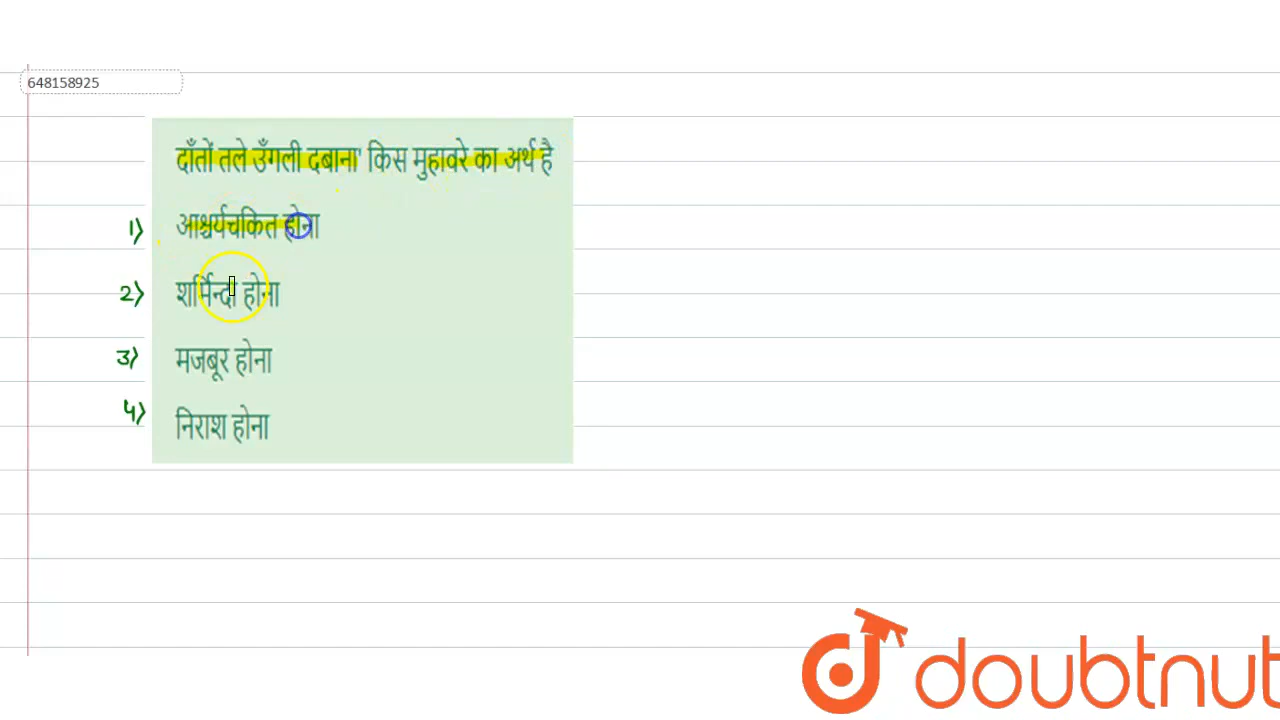 648158925
दाँतों तले उँगली दबाना' किस मुहावरे का अर्थ है
1) आश्चर्यचकित होना
2) शर्मिन्दा होना
3) मजबूर होना
4) निराश होना
doubtnut